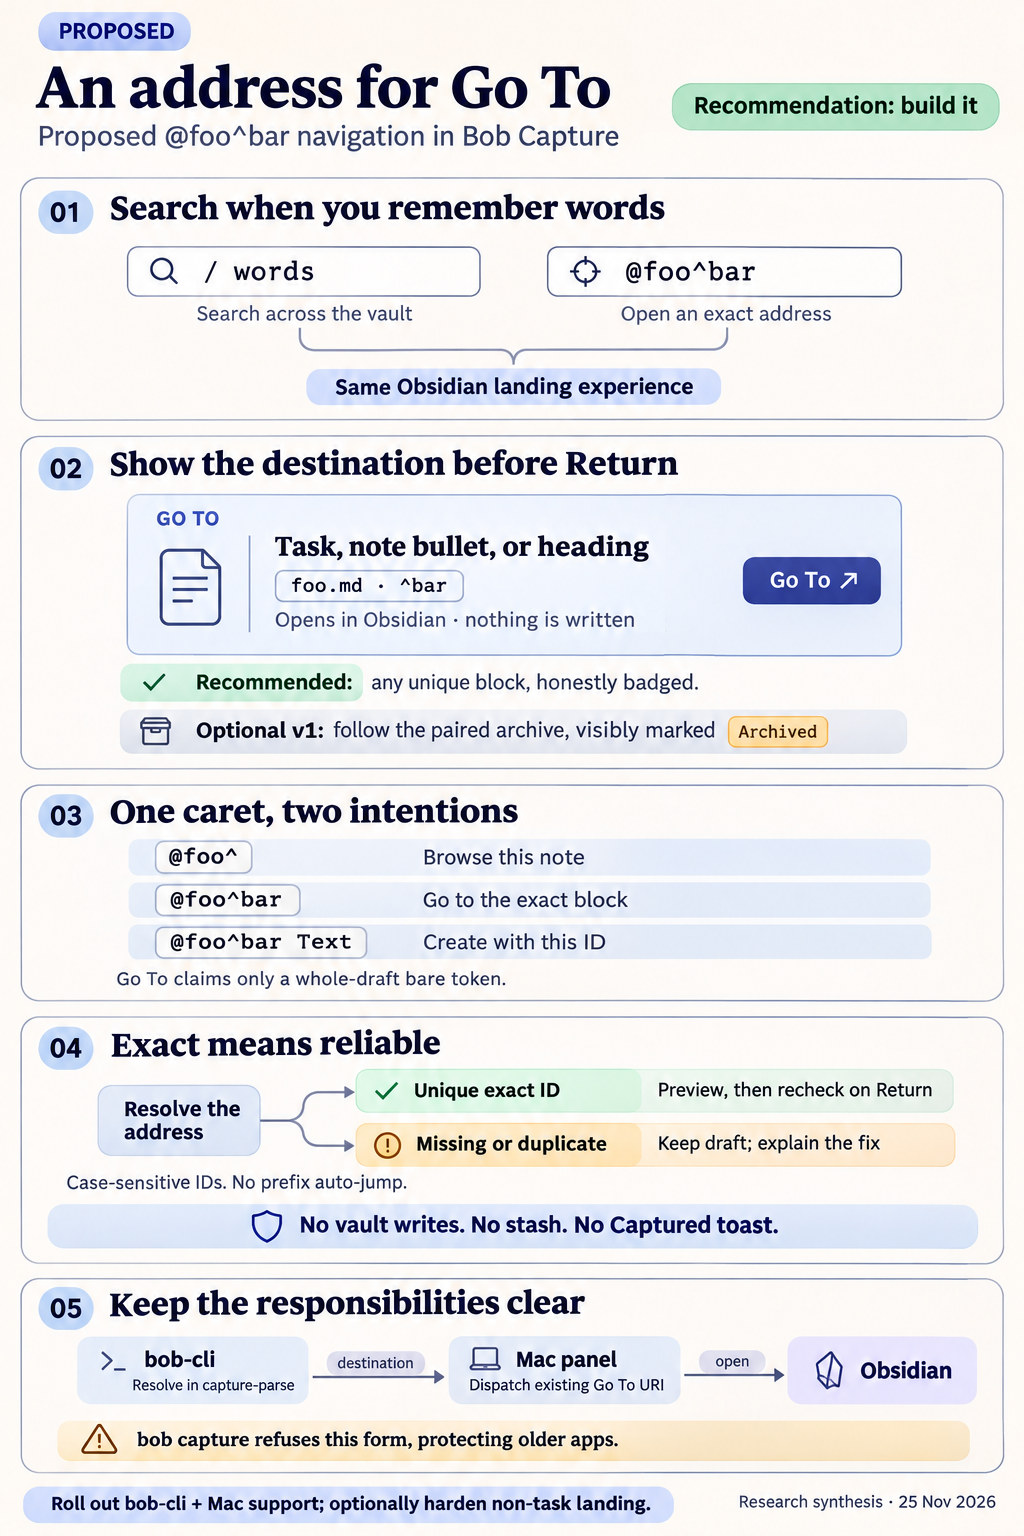 PROPOSED
An address for Go To
Proposed @foo^bar navigation in Bob Capture
Recommendation: build it
01 Search when you remember words
/ words
@foo^bar
Search across the vault
Open an exact address
Same Obsidian landing experience
02 Show the destination before Return
GO TO
Task, note bullet, or heading
foo.md · ^bar
Opens in Obsidian · nothing is written
Go To ↗
Recommended: any unique block, honestly badged.
Optional v1: follow the paired archive, visibly marked Archived
03 One caret, two intentions
@foo^ Browse this note
@foo^bar Go to the exact block
@foo^bar Text Create with this ID
Go To claims only a whole-draft bare token.
04 Exact means reliable
Resolve the
address
Unique exact ID Preview, then recheck on Return
Missing or duplicate Keep draft; explain the fix
Case-sensitive IDs. No prefix auto-jump.
No vault writes. No stash. No Captured toast.
05 Keep the responsibilities clear
>_ bob-cli
Resolve in capture-parse
destination
Mac panel
Dispatch existing Go To URI
open
Obsidian
bob capture refuses this form, protecting older apps.
Roll out bob-cli + Mac support; optionally harden non-task landing.
Research synthesis · 25 Nov 2026